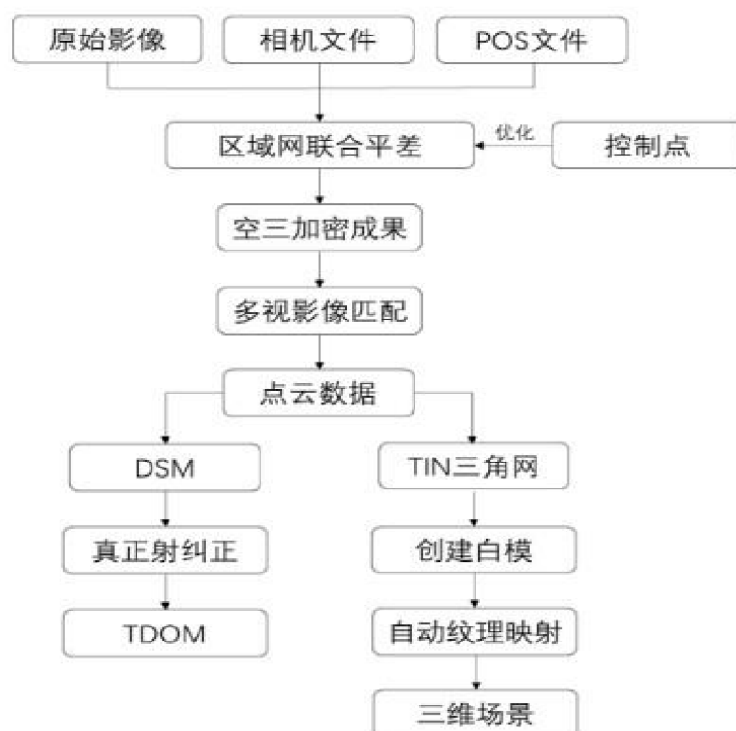 原始影像
相机文件
POS文件
区域网联合平差
优化
控制点
空三加密成果
多视影像匹配
点云数据
DSM
TIN三角网
真正射纠正
创建白模
TDOM
自动纹理映射
三维场景